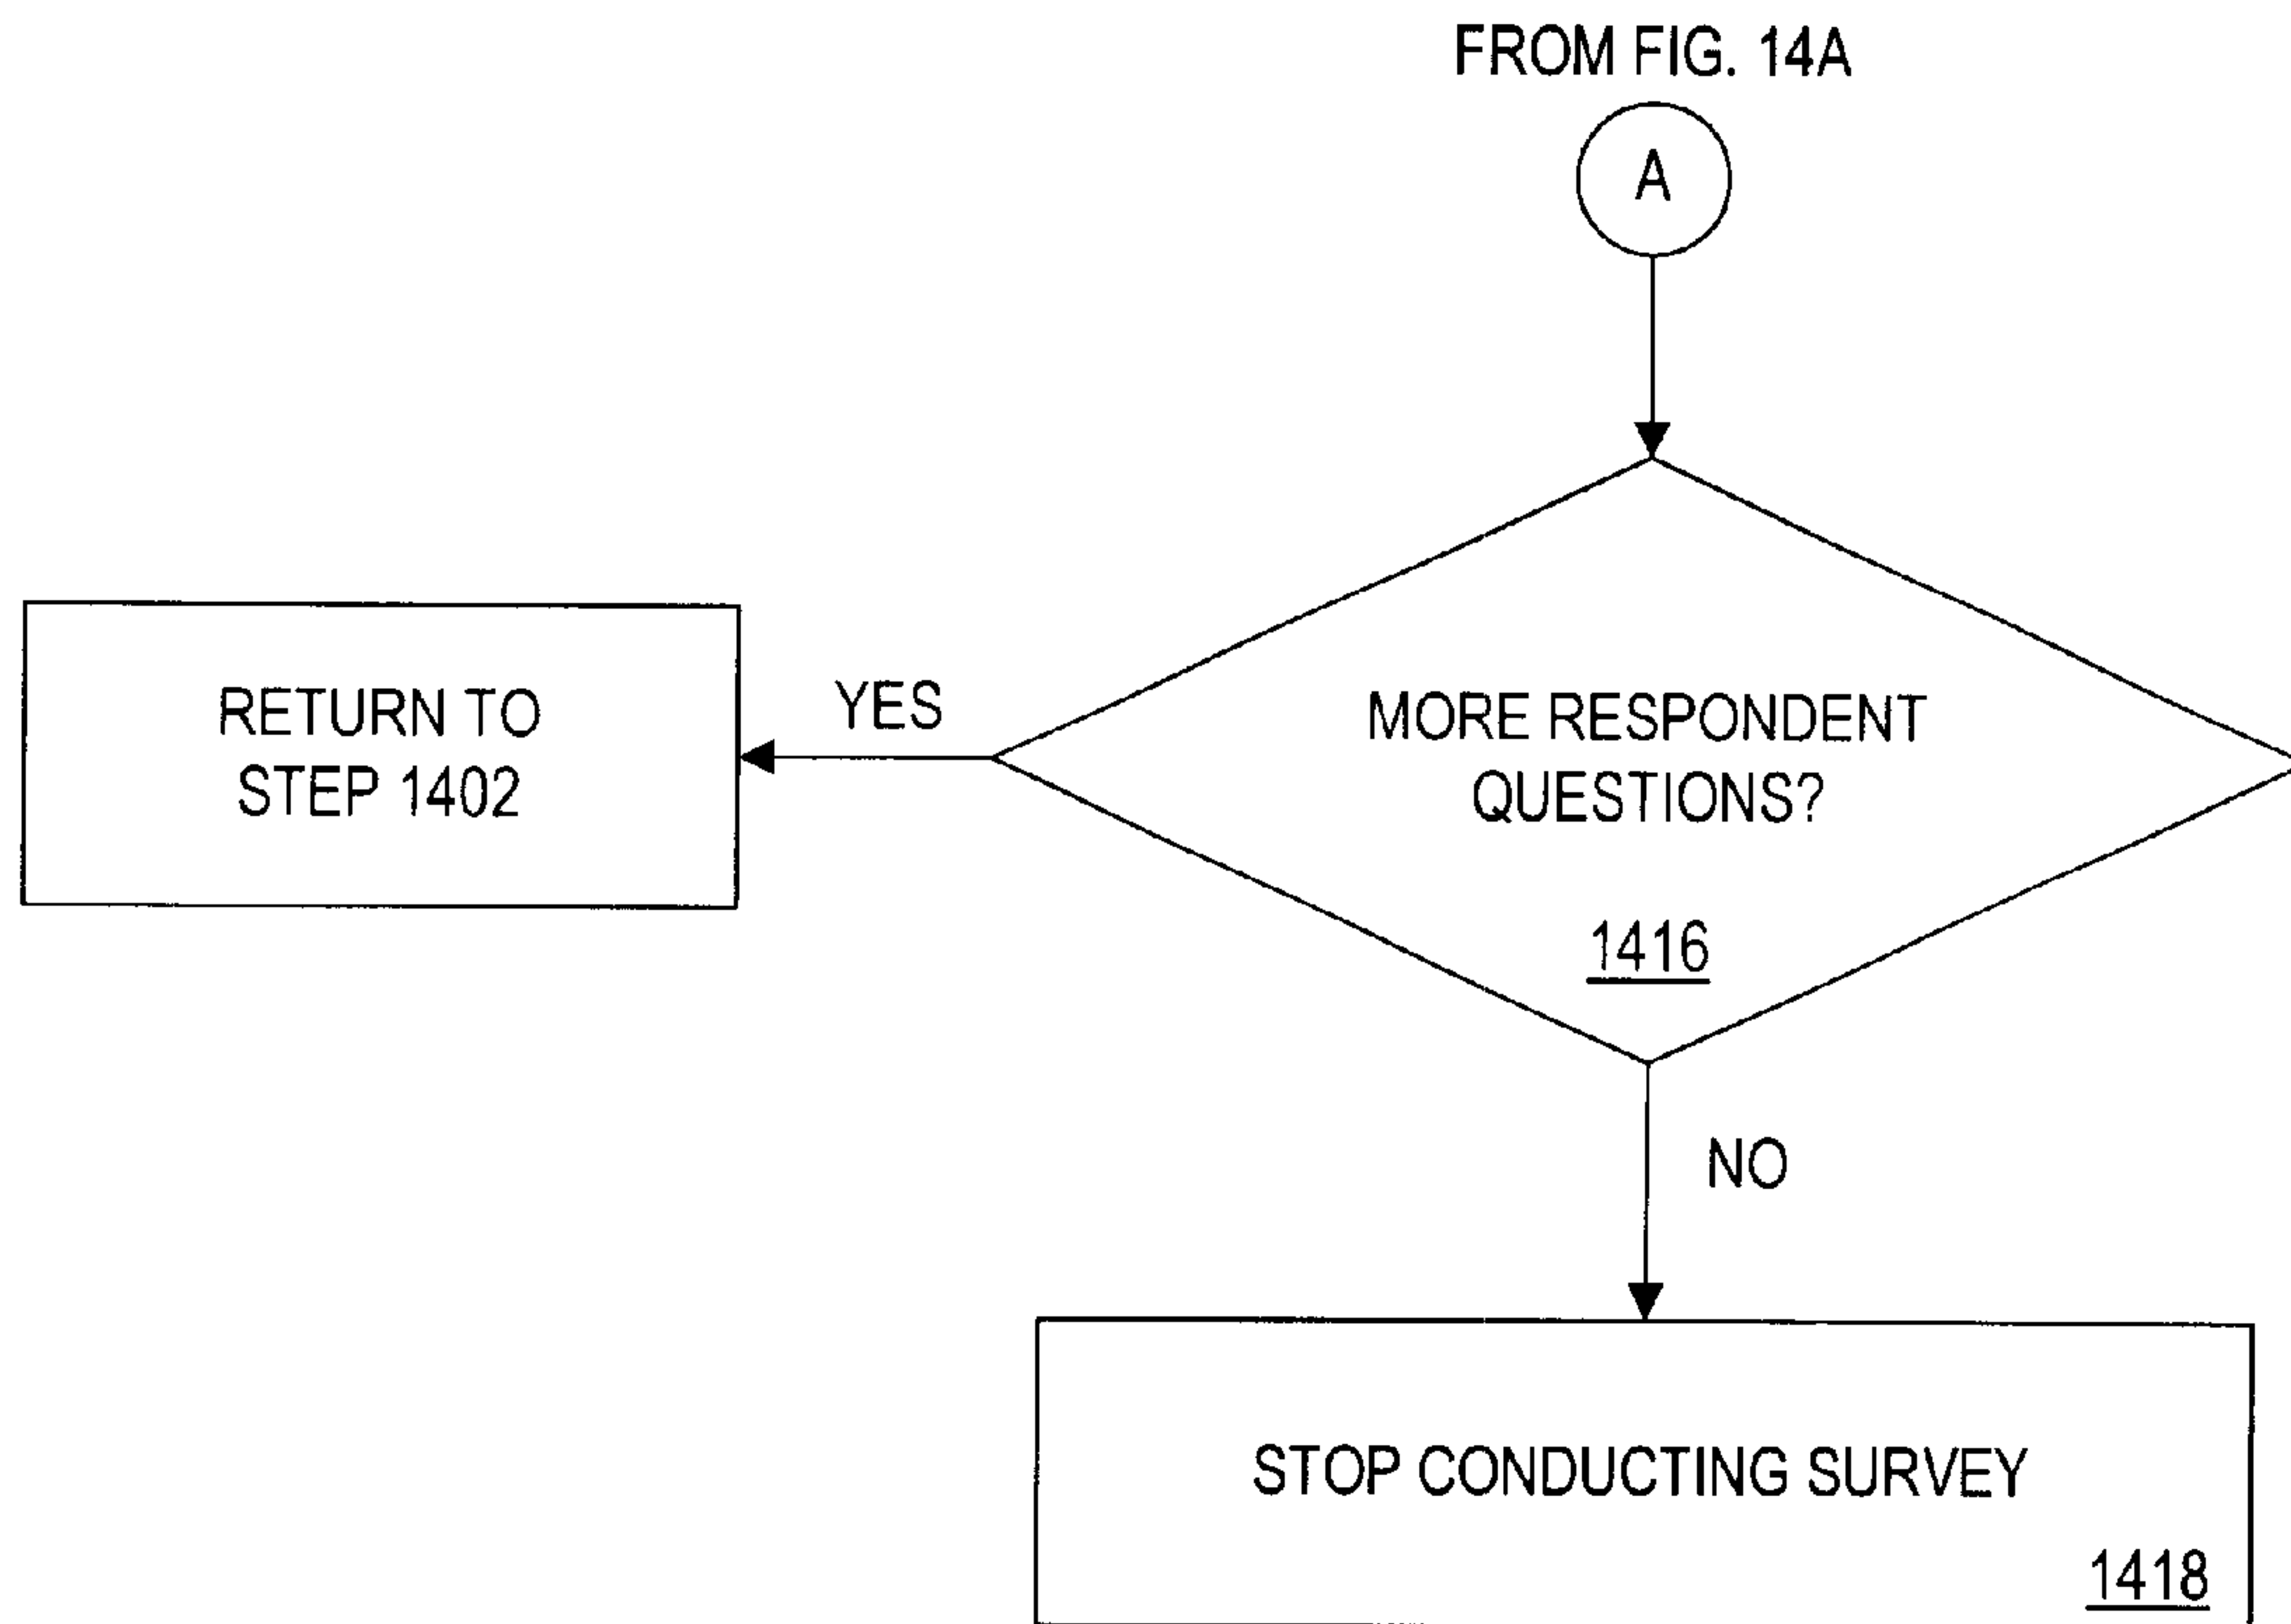 FROM FIG. 14A
A
RETURN TO
STEP 1402
YES
MORE RESPONDENT
QUESTIONS?
1416
NO
STOP CONDUCTING SURVEY
1418